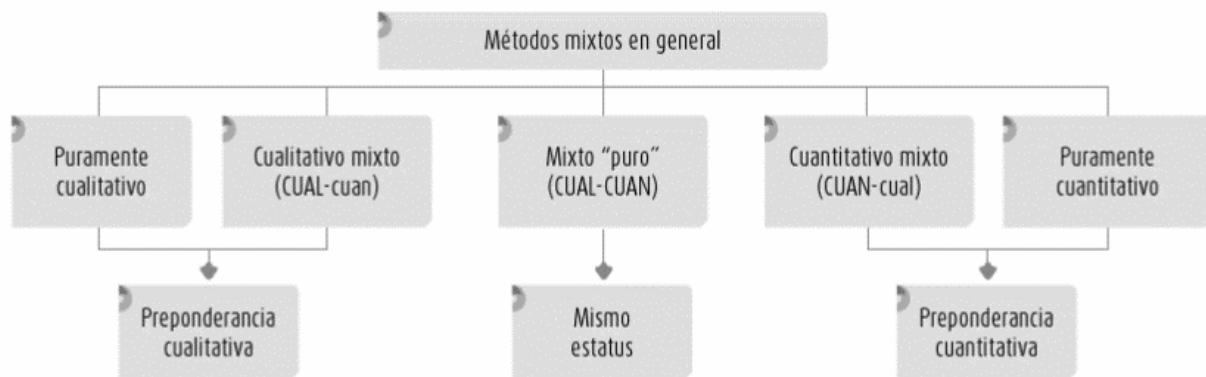 Métodos mixtos en general
Puramente
cualitativo
Cualitativo mixto
(CUAL-cuan)
Mixto “puro”
(CUAL-CUAN)
Cuantitativo mixto
(CUAN-cual)
Puramente
cuantitativo
Preponderancia
cualitativa
Mismo
estatus
Preponderancia
cuantitativa